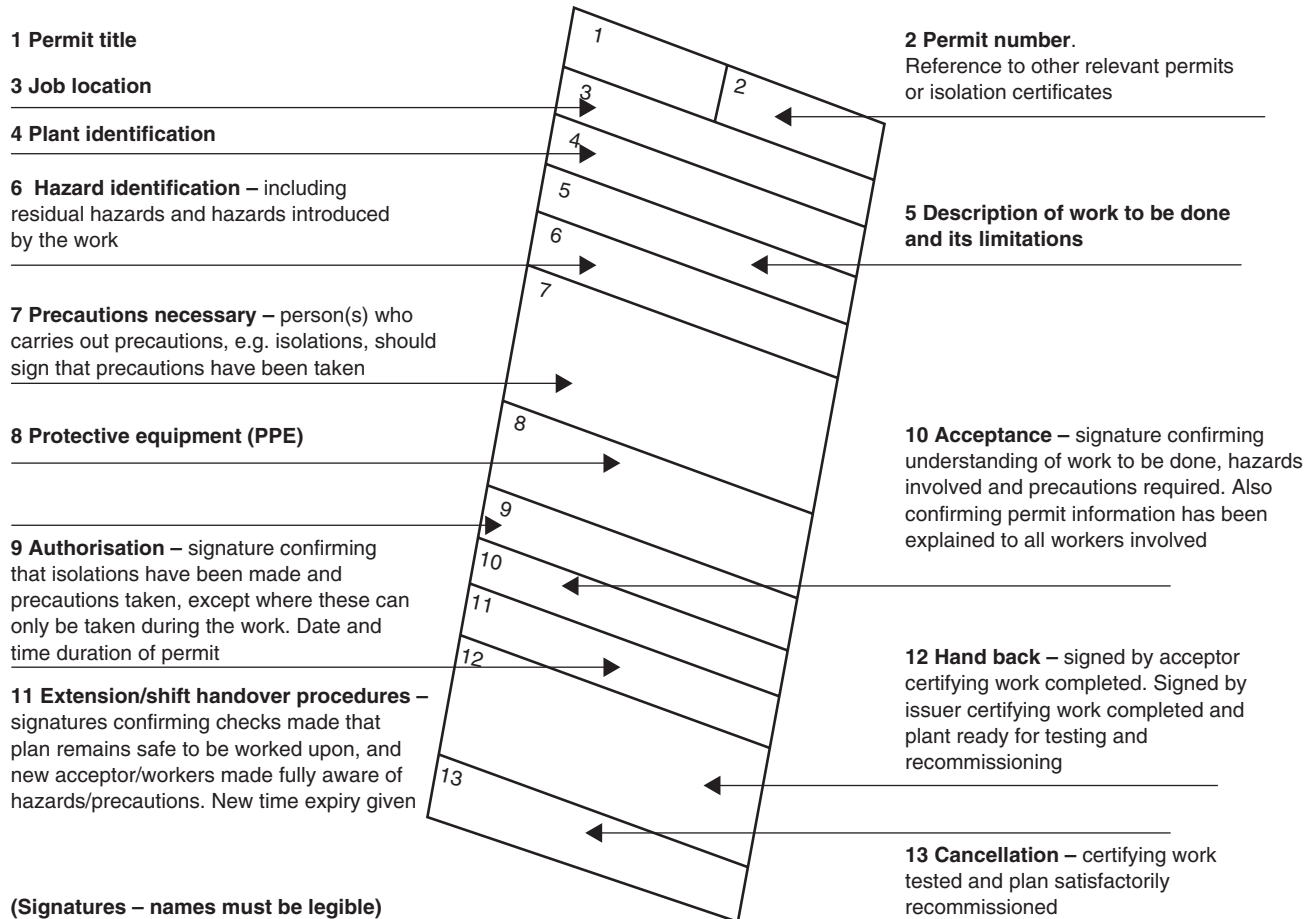 1 Permit title
3 Job location
4 Plant identification
6 Hazard identification – including
residual hazards and hazards introduced
by the work
7 Precautions necessary – person(s) who
carries out precautions, e.g. isolations, should
sign that precautions have been taken
8 Protective equipment (PPE)
9 Authorisation – signature confirming
that isolations have been made and
precautions taken, except where these can
only be taken during the work. Date and
time duration of permit
11 Extension/shift handover procedures –
signatures confirming checks made that
plan remains safe to be worked upon, and
new acceptor/workers made fully aware of
hazards/precautions. New time expiry given
(Signatures – names must be legible)
1
2
3
4
5
6
7
8
9
10
11
12
13
2 Permit number.
Reference to other relevant permits
or isolation certificates
5 Description of work to be done
and its limitations
10 Acceptance – signature confirming
understanding of work to be done, hazards
involved and precautions required. Also
confirming permit information has been
explained to all workers involved
12 Hand back – signed by acceptor
certifying work completed. Signed by
issuer certifying work completed and
plant ready for testing and
recommissioning
13 Cancellation – certifying work
tested and plan satisfactorily
recommissioned